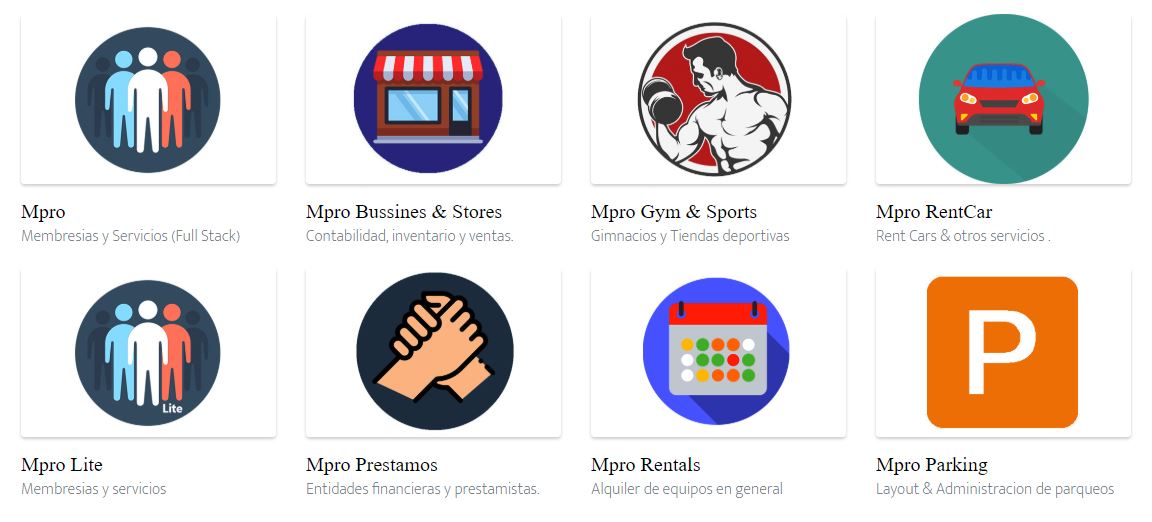 Mpro
Membresias y Servicios (Full Stack)
Mpro Bussines & Stores
Contabilidad, inventario y ventas.
Mpro Gym & Sports
Gimnacios y Tiendas deportivas
Mpro RentCar
Rent Cars & otros servicios .
Lite
Mpro Lite
Membresias y servicios
Mpro Prestamos
Entidades financieras y prestamistas.
Mpro Rentals
Alquiler de equipos en general
P
Mpro Parking
Layout & Administracion de parqueos